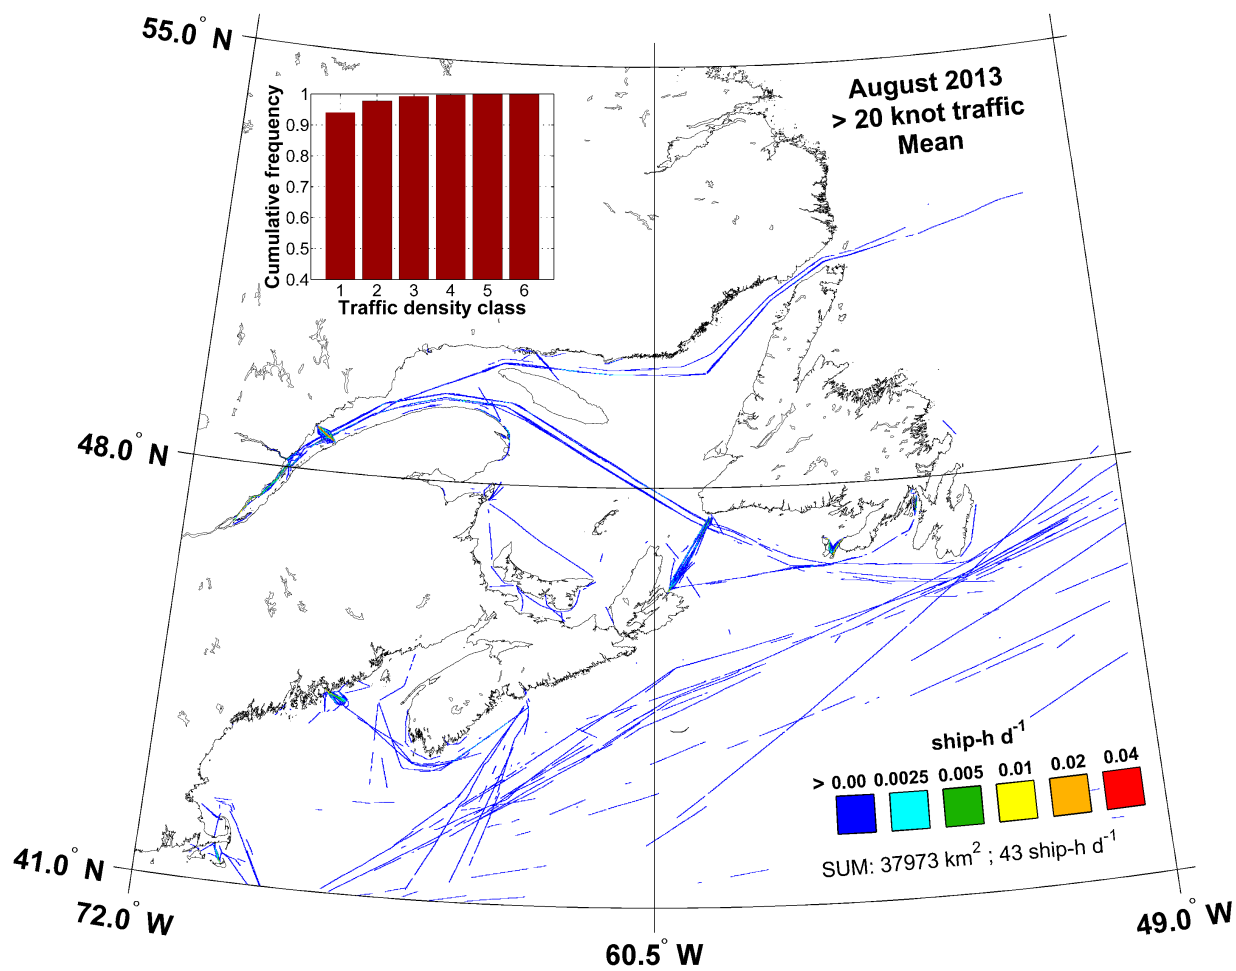 55.0° N
August 2013
> 20 knot traffic
Mean
Cumulative frequency
1
0.9
0.8
0.7
0.6
0.5
0.4
1 2 3 4 5 6
Traffic density class
48.0° N
ship-h d-1
> 0.00 0.0025 0.005 0.01 0.02 0.04
SUM: 37973 km2 ; 43 ship-h d-1
41.0° N
72.0° W
60.5° W
49.0° W